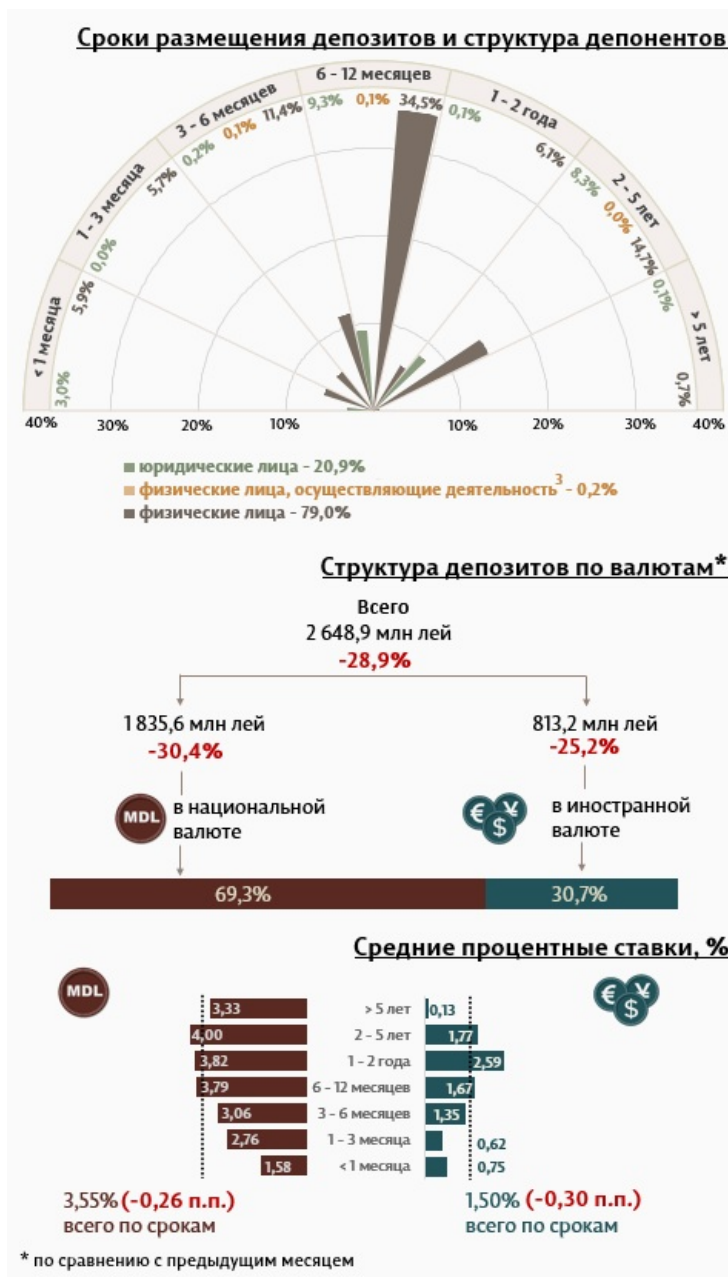 Сроки размещения депозитов и структура депонентов
< 1 месяца
3,0%
5,9%
1 - 3 месяца
0,0%
5,7%
3 - 6 месяцев
0,2%
0,1%
11,4%
6 - 12 месяцев
9,3%
0,1%
34,5%
1 - 2 года
0,1%
6,1%
2 - 5 лет
8,3%
0,0%
14,7%
> 5 лет
0,1%
0,7%
40% 30% 20% 10% 10% 20% 30% 40%
юридические лица - 20,9%
физические лица, осуществляющие деятельность3 - 0,2%
физические лица - 79,0%
Структура депозитов по валютам*
Всего
2 648,9 млн лей
-28,9%
1 835,6 млн лей
-30,4%
813,2 млн лей
-25,2%
MDL
в национальной
валюте
€ ¥ $
в иностранной
валюте
69,3% 30,7%
Средние процентные ставки, %
MDL
€ ¥ $
3,33 > 5 лет 0,13
4,00 2 - 5 лет 1,77
3,82 1 - 2 года 2,59
3,79 6 - 12 месяцев 1,67
3,06 3 - 6 месяцев 1,35
2,76 1 - 3 месяца 0,62
1,58 < 1 месяца 0,75
3,55% (-0,26 п.п.)
всего по срокам
1,50% (-0,30 п.п.)
всего по срокам
* по сравнению с предыдущим месяцем